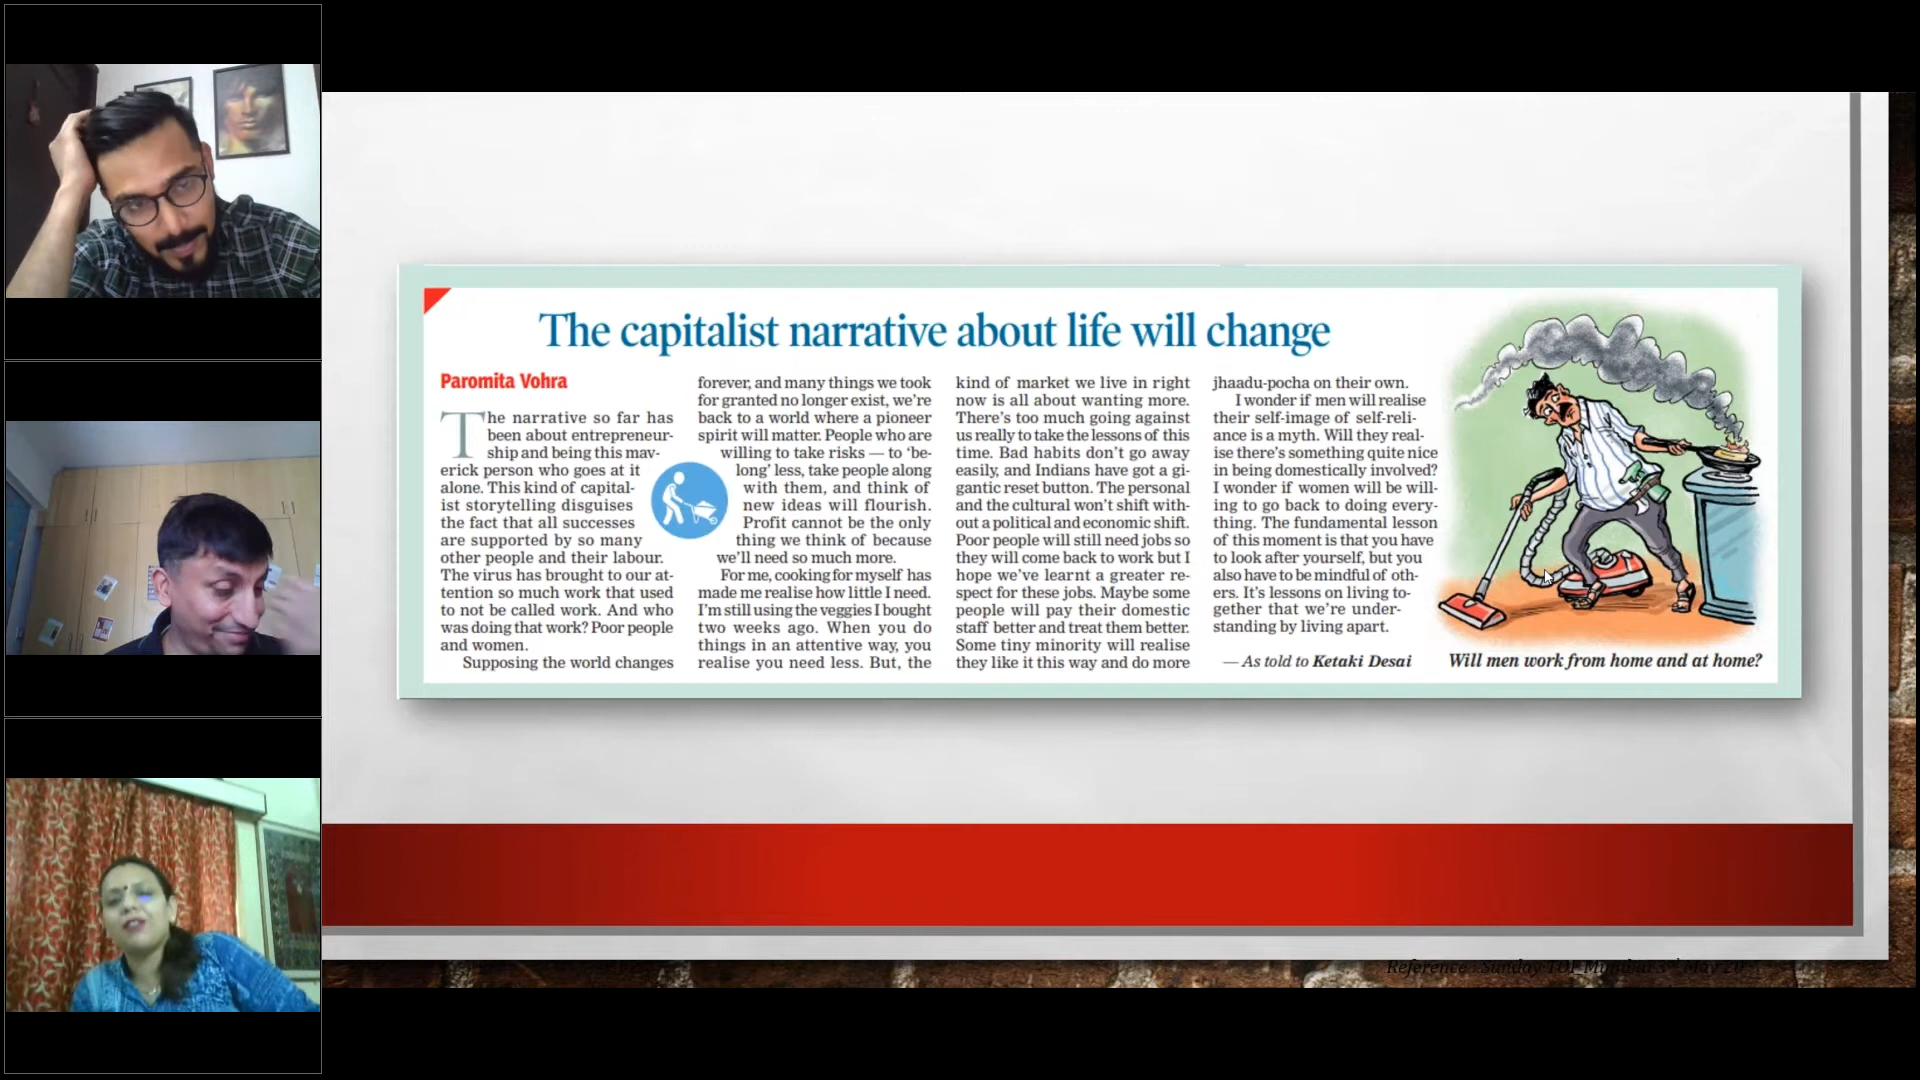 The capitalist narrative about life will change
Paromita Vohra
The narrative so far has
been about entrepreneur-
ship and being this mav-
erick person who goes at it
alone. This kind of capital-
ist storytelling disguises
the fact that all successes
are supported by so many
other people and their labour.
The virus has brought to our at-
tention so much work that used
to not be called work. And who
was doing that work? Poor people
and women.
Supposing the world changes
forever, and many things we took
for granted no longer exist, we're
back to a world where a pioneer
spirit will matter. People who are
willing to take risks — to 'be-
long' less, take people along
with them, and think of
new ideas will flourish.
Profit cannot be the only
thing we think of because
we'll need so much more.
For me, cooking for myself has
made me realise how little I need.
I'm still using the veggies I bought
two weeks ago. When you do
things in an attentive way, you
realise you need less. But, the
kind of market we live in right
now is all about wanting more.
There's too much going against
us really to take the lessons of this
time. Bad habits don't go away
easily, and Indians have got a gi-
gantic reset button. The personal
and the cultural won't shift with-
out a political and economic shift.
Poor people will still need jobs so
they will come back to work but I
hope we've learnt a greater re-
spect for these jobs. Maybe some
people will pay their domestic
staff better and treat them better.
Some tiny minority will realise
they like it this way and do more
jhaadu-pocha on their own.
I wonder if men will realise
their self-image of self-reli-
ance is a myth. Will they real-
ise there's something quite nice
in being domestically involved?
I wonder if women will be will-
ing to go back to doing every-
thing. The fundamental lesson
of this moment is that you have
to look after yourself, but you
also have to be mindful of oth-
ers. It's lessons on living to-
gether that we're under-
standing by living apart.
— As told to Ketaki Desai
Will men work from home and at home?
Reference : Sunday TOI Mumbai 3rd May 20